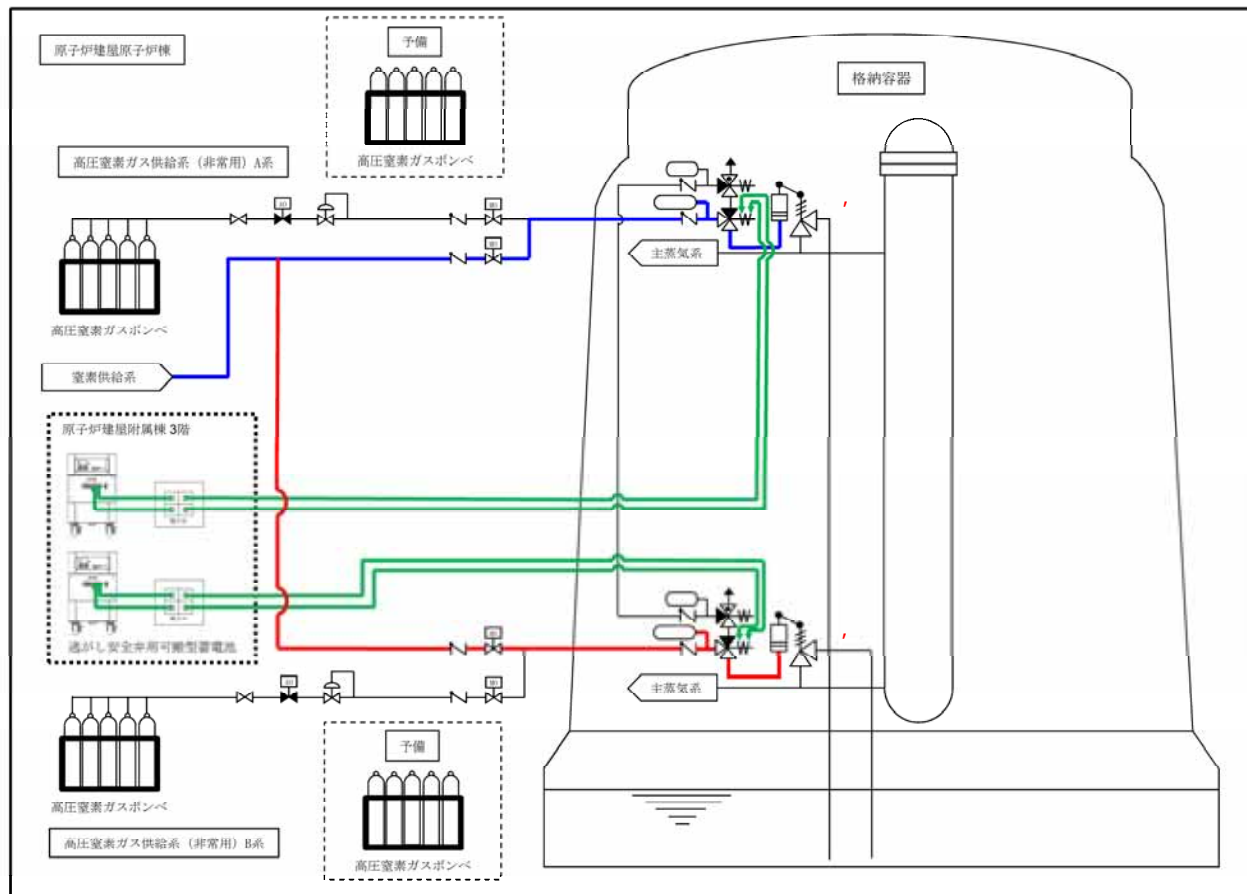 原子炉建屋原子炉棟
予備
高圧窒素ガスボンベ
格納容器
高圧窒素ガス供給系（非常用）A系
高圧窒素ガスボンベ
主蒸気系
窒素供給系
原子炉建屋附属棟 3階
逃がし安全弁用可搬型蓄電池
主蒸気系
高圧窒素ガスボンベ
予備
高圧窒素ガスボンベ
高圧窒素ガス供給系（非常用）B系